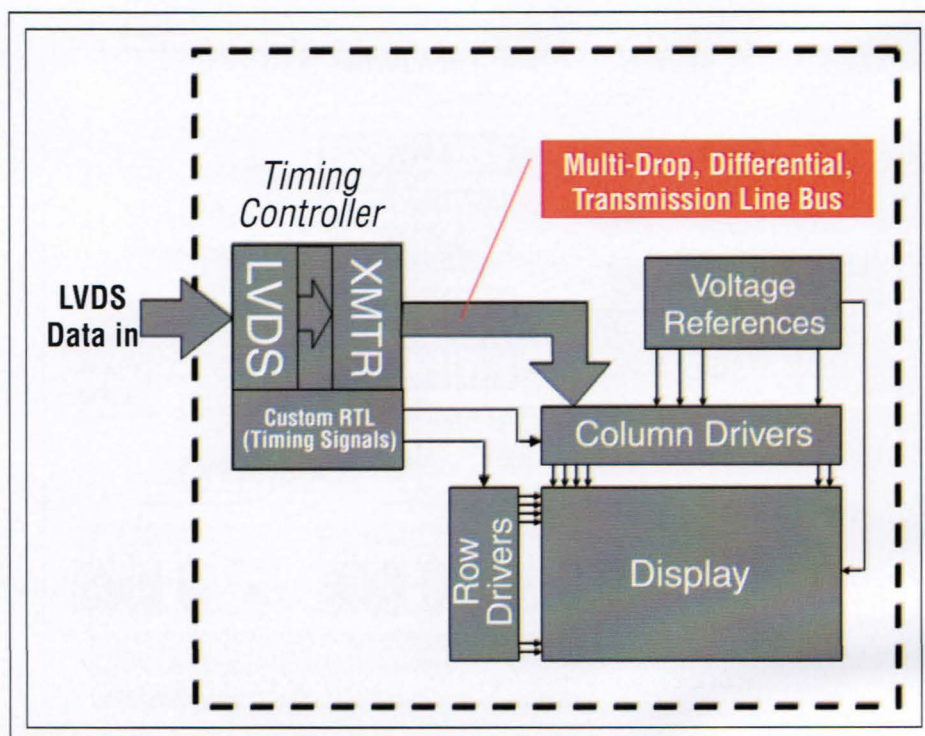 Timing
Controller
Multi-Drop, Differential,
Transmission Line Bus
LVDS
Data in
LVDS
XMTR
Custom RTL
(Timing Signals)
Voltage
References
Column Drivers
Row
Drivers
Display